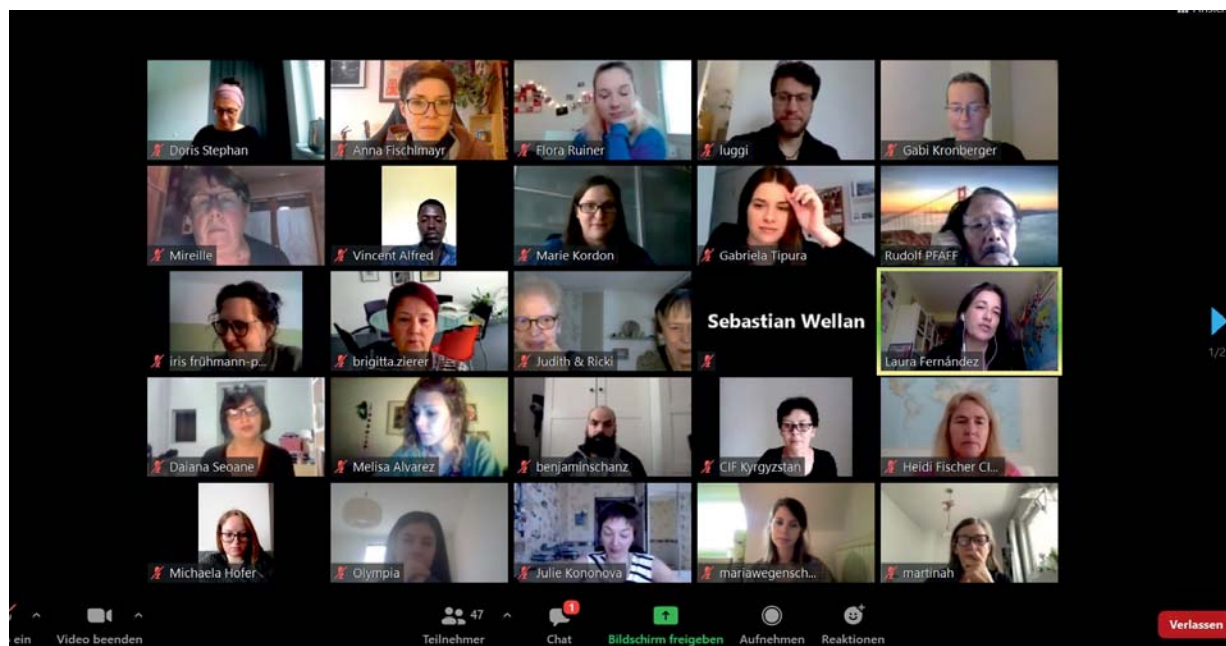 Doris Stephan
Anna Fischlmayr
Flora Ruiner
luggi
Gabi Kronberger
Mireille
Vincent Alfred
Marie Kordon
Gabriela Tipura
Rudolf PFAFF
iris frühmann-p...
brigitta.zierer
Judith & Ricki
Sebastian Wellan
Laura Fernández
1/2
Daiana Seoane
Melisa Alvarez
benjaminschanz
CIF Kyrgyzstan
Heidi Fischer CI...
Michaela Hofer
Olympia
Julie Kononova
mariawegensch...
martinah
47
1
ein
Video beenden
Teilnehmer
Chat
Bildschirm freigeben
Aufnehmen
Reaktionen
Verlassen